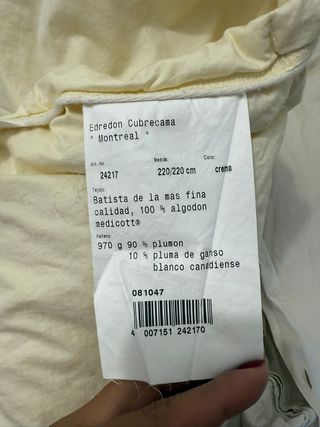 Edredon Cubrecama
" Montreal "
Art.-Nr. Medida Color:
24217 220/220 cm crema
Tejido:
Batista de la mas fina
calidad, 100 % algodon
medicott®
Relleno:
970 g 90 % plumon
10 % pluma de ganso
blanco canadiense
081047
4 007151 242170